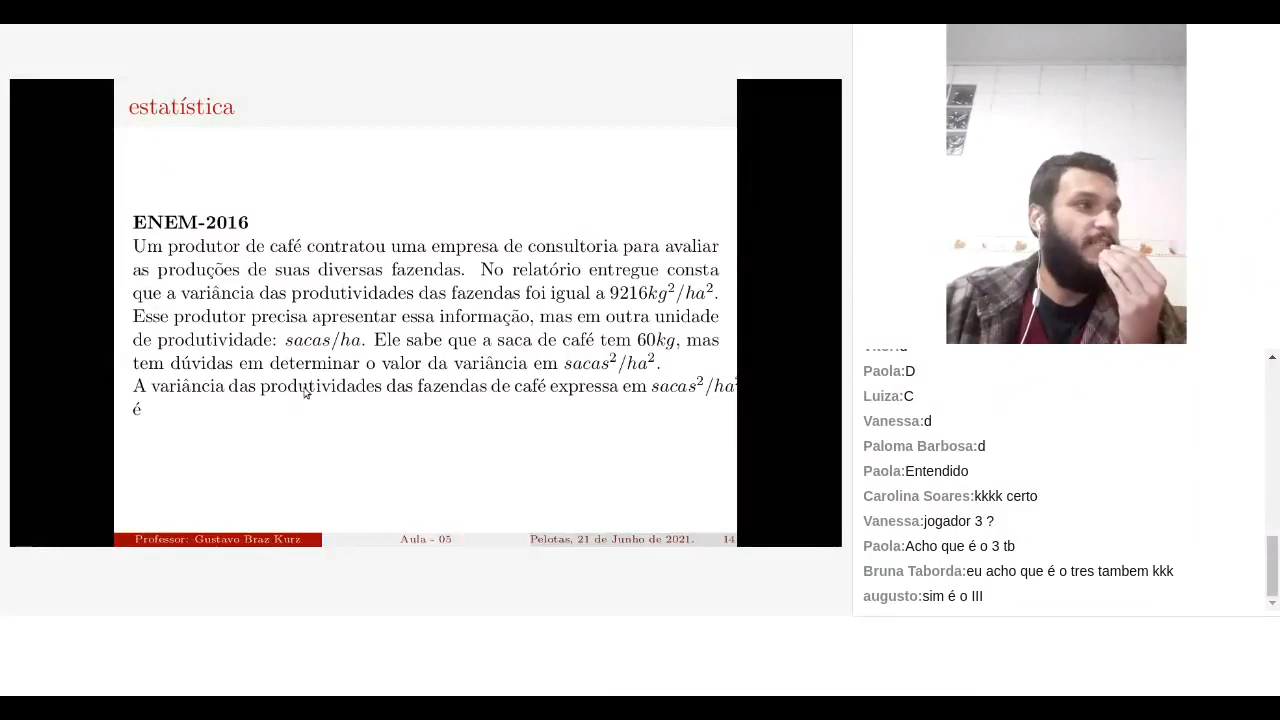 estatística
ENEM-2016
Um produtor de café contratou uma empresa de consultoria para avaliar
as produções de suas diversas fazendas. No relatório entregue consta
que a variância das produtividades das fazendas foi igual a 9216kg²/ha².
Esse produtor precisa apresentar essa informação, mas em outra unidade
de produtividade: sacas/ha. Ele sabe que a saca de café tem 60kg, mas
tem dúvidas em determinar o valor da variância em sacas²/ha².
A variância das produtividades das fazendas de café expressa em sacas²/ha²
é
Professor: Gustavo Braz Kurz Aula - 05 Pelotas, 21 de Junho de 2021. 14
Paola:D
Luiza:C
Vanessa:d
Paloma Barbosa:d
Paola:Entendido
Carolina Soares:kkkk certo
Vanessa:jogador 3 ?
Paola:Acho que é o 3 tb
Bruna Taborda:eu acho que é o tres tambem kkk
augusto:sim é o III